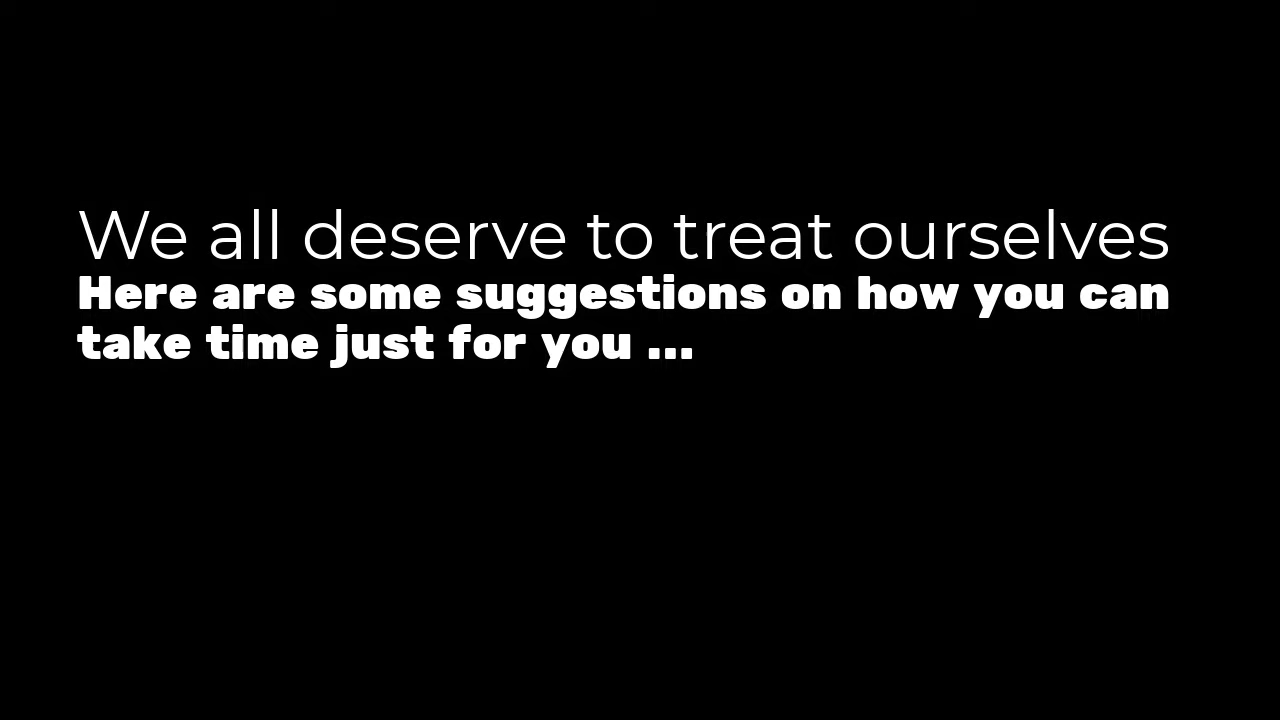 We all deserve to treat ourselves
Here are some suggestions on how you can
take time just for you ...